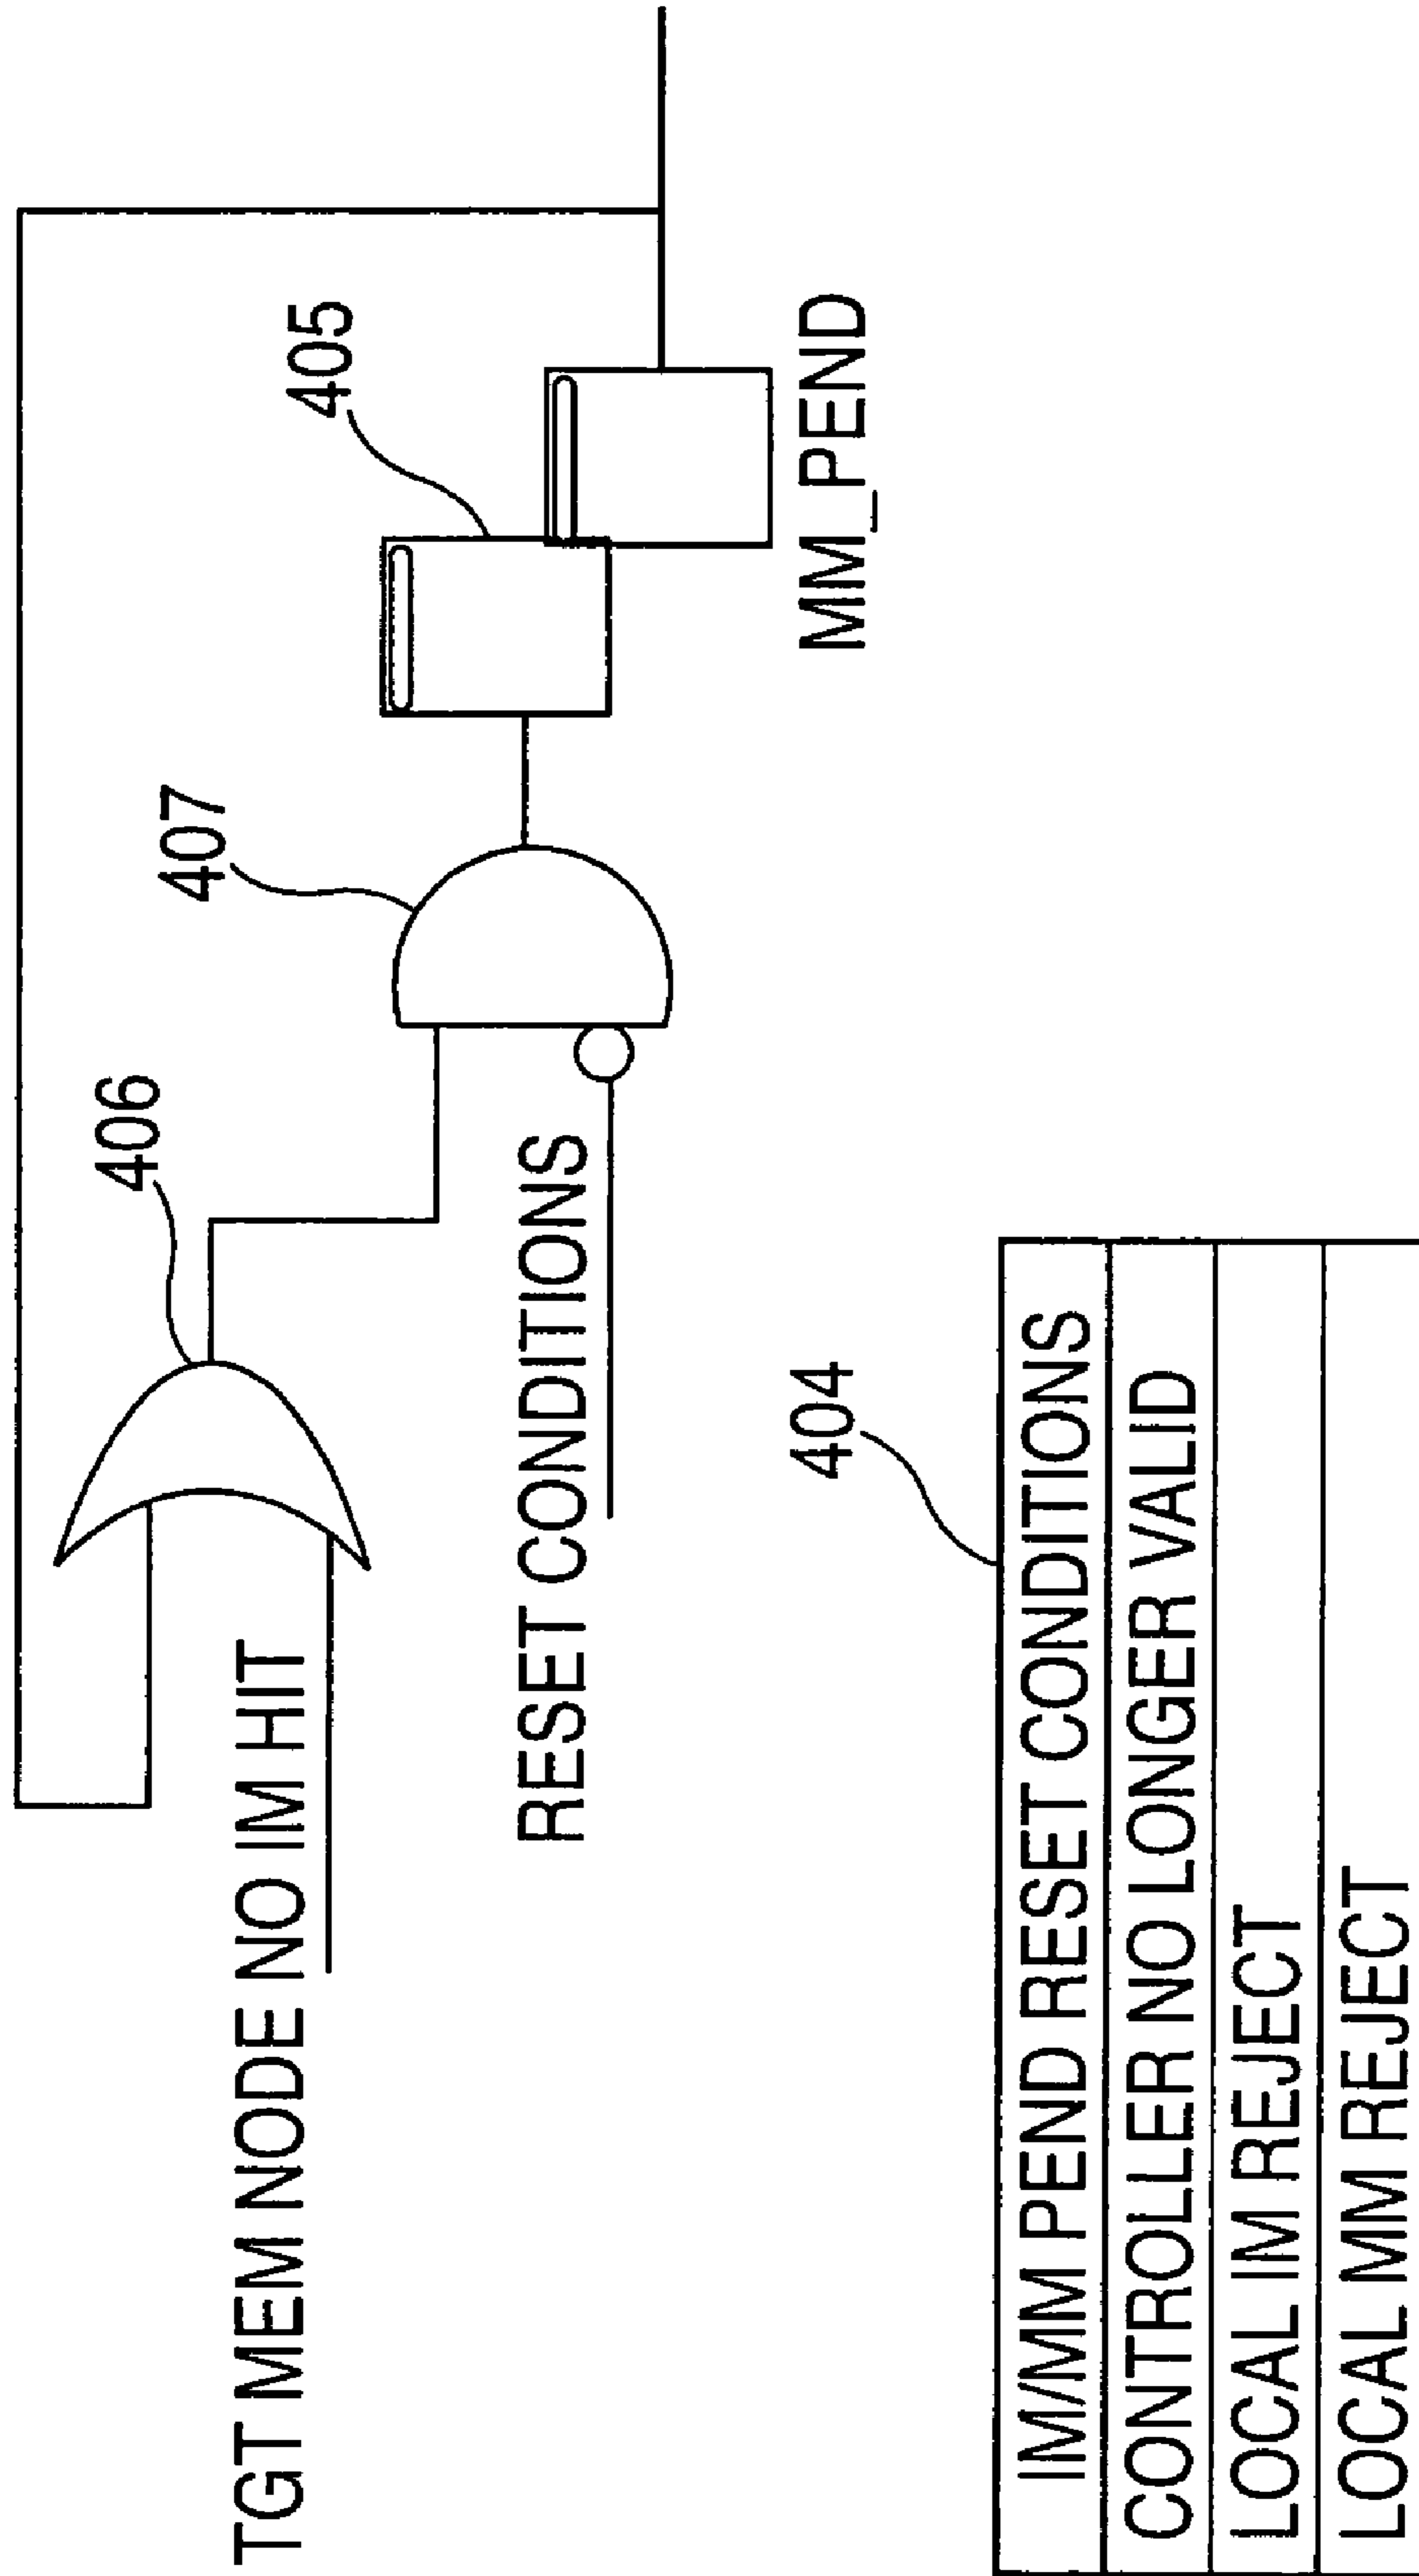 406
407
405
TGT MEM NODE NO IM HIT
RESET CONDITIONS
MM_PEND
404
IM/MM PEND RESET CONDITIONS
CONTROLLER NO LONGER VALID
LOCAL IM REJECT
LOCAL MM REJECT